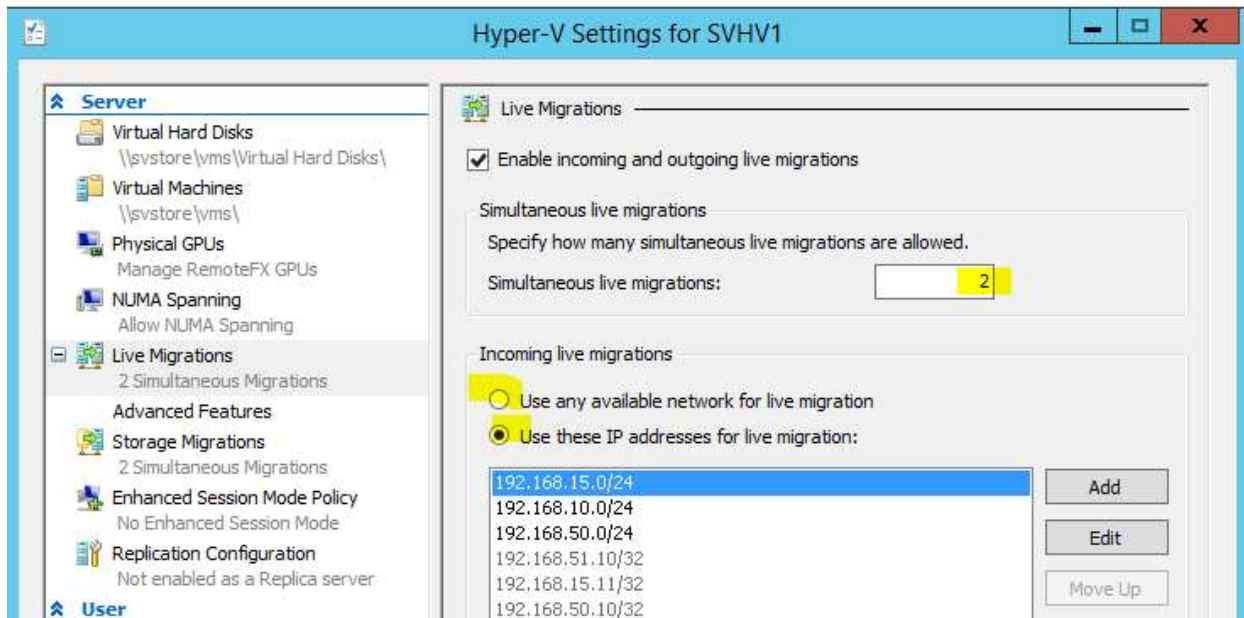 Hyper-V Settings for SVHV1
X
Server
Virtual Hard Disks
\\svstore\vms\Virtual Hard Disks\
Virtual Machines
\\svstore\vms\
Physical GPUs
Manage RemoteFX GPUs
NUMA Spanning
Allow NUMA Spanning
Live Migrations
2 Simultaneous Migrations
Advanced Features
Storage Migrations
2 Simultaneous Migrations
Enhanced Session Mode Policy
No Enhanced Session Mode
Replication Configuration
Not enabled as a Replica server
User
Live Migrations
Enable incoming and outgoing live migrations
Simultaneous live migrations
Specify how many simultaneous live migrations are allowed.
Simultaneous live migrations: 2
Incoming live migrations
Use any available network for live migration
Use these IP addresses for live migration:
192.168.15.0/24
192.168.10.0/24
192.168.50.0/24
192.168.51.10/32
192.168.15.11/32
192.168.50.10/32
Add
Edit
Move Up